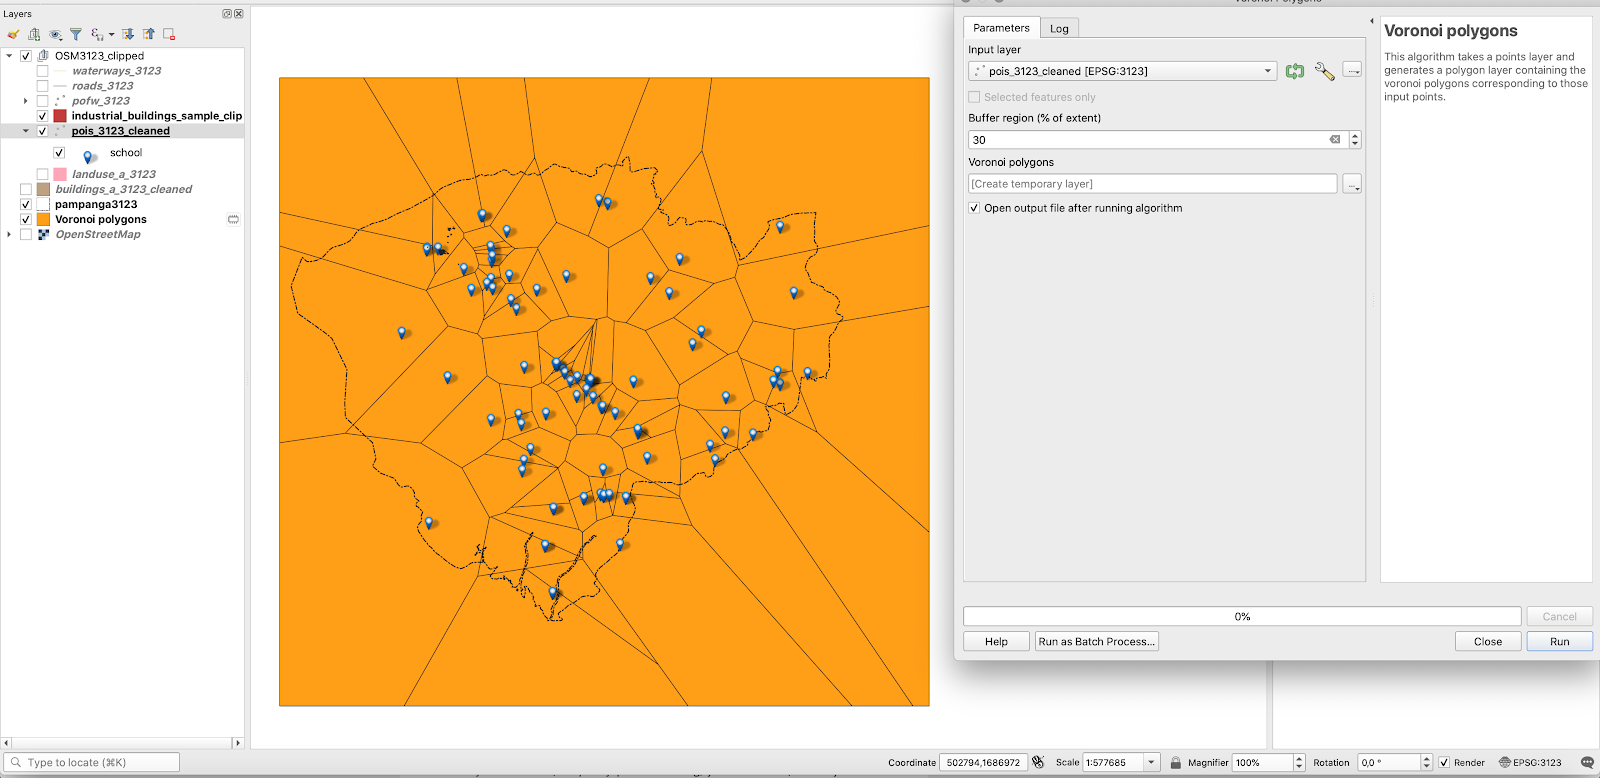 Layers
OSM3123_clipped
waterways_3123
roads_3123
pofw_3123
industrial_buildings_sample_clip
pois_3123_cleaned
school
landuse_a_3123
buildings_a_3123_cleaned
pampanga3123
Voronoi polygons
OpenStreetMap
Voronoi Polygons
Parameters
Log
Input layer
pois_3123_cleaned [EPSG:3123]
...
Selected features only
Buffer region (% of extent)
30
Voronoi polygons
[Create temporary layer]
...
Open output file after running algorithm
Voronoi polygons
This algorithm takes a points layer and
generates a polygon layer containing the
voronoi polygons corresponding to those
input points.
0%
Cancel
Help
Run as Batch Process...
Close
Run
Type to locate (⌘K)
Coordinate
502794,1686972
Scale
1:577685
Magnifier
100%
Rotation
0,0 °
Render
EPSG:3123